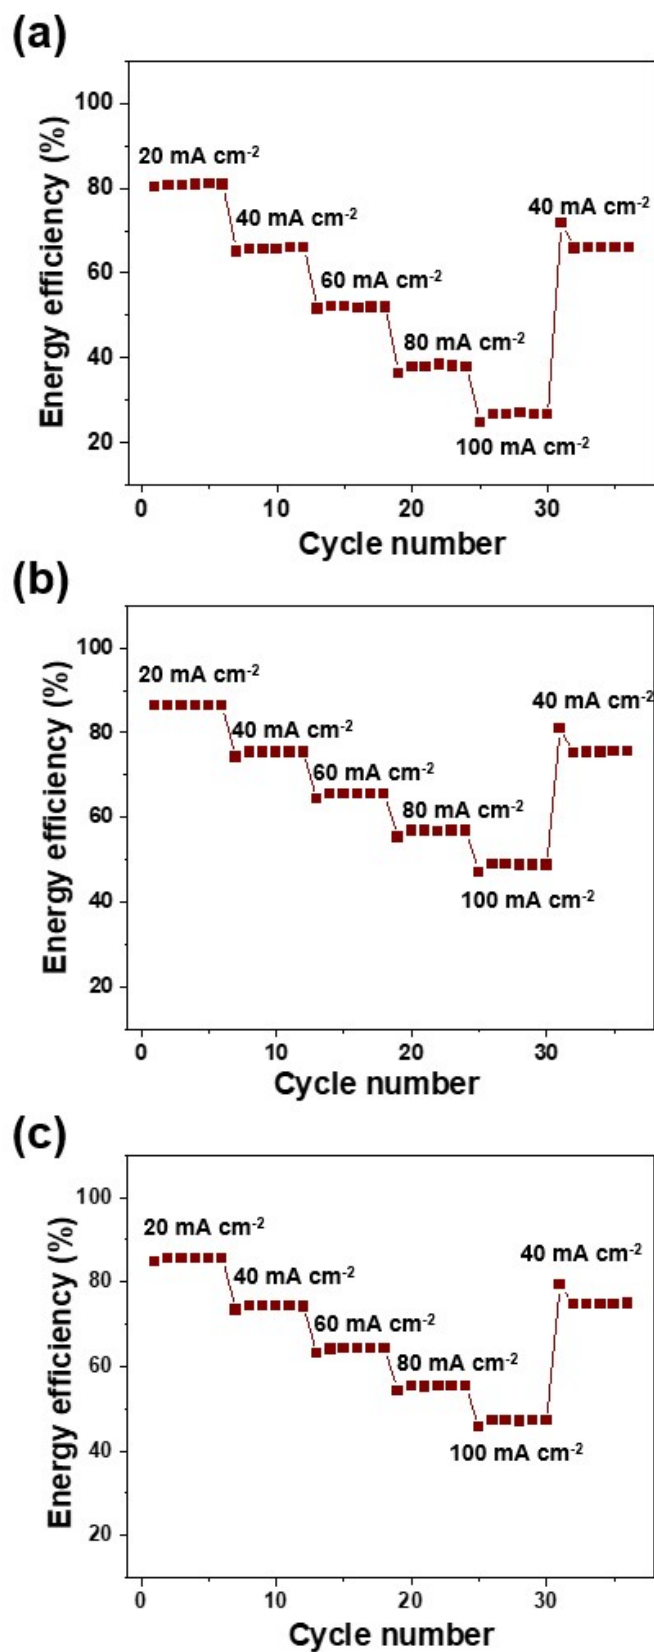 (a)
Energy efficiency (%)
100
80
60
40
20
20 mA cm-2
40 mA cm-2
60 mA cm-2
80 mA cm-2
100 mA cm-2
40 mA cm-2
0
10
20
30
Cycle number
(b)
Energy efficiency (%)
100
80
60
40
20
20 mA cm-2
40 mA cm-2
60 mA cm-2
80 mA cm-2
100 mA cm-2
40 mA cm-2
0
10
20
30
Cycle number
(c)
Energy efficiency (%)
100
80
60
40
20
20 mA cm-2
40 mA cm-2
60 mA cm-2
80 mA cm-2
100 mA cm-2
40 mA cm-2
0
10
20
30
Cycle number